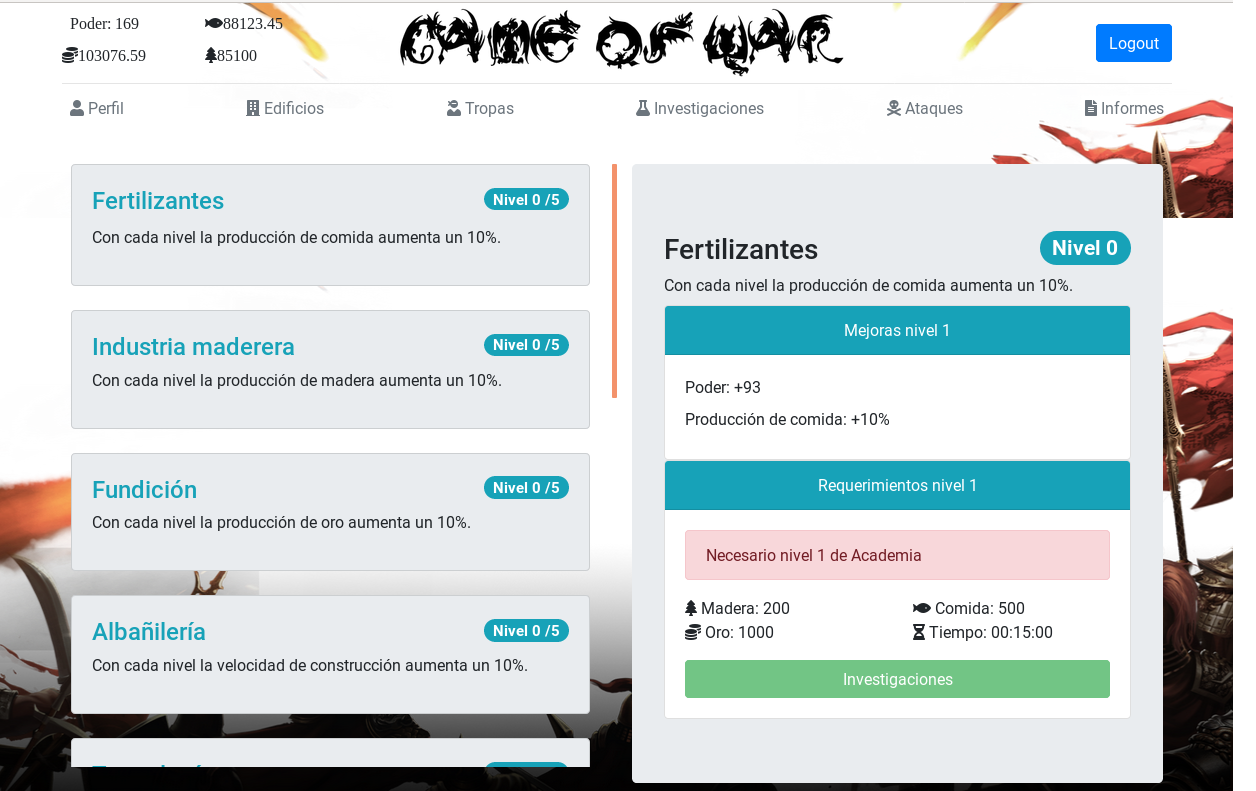 Poder: 169
88123.45
103076.59
85100
GAME OF WAR
Logout
Perfil
Edificios
Tropas
Investigaciones
Ataques
Informes
Fertilizantes
Nivel 0 /5
Con cada nivel la producción de comida aumenta un 10%.
Industria maderera
Nivel 0 /5
Con cada nivel la producción de madera aumenta un 10%.
Fundición
Nivel 0 /5
Con cada nivel la producción de oro aumenta un 10%.
Albañilería
Nivel 0 /5
Con cada nivel la velocidad de construcción aumenta un 10%.
Fertilizantes
Nivel 0
Con cada nivel la producción de comida aumenta un 10%.
Mejoras nivel 1
Poder: +93
Producción de comida: +10%
Requerimientos nivel 1
Necesario nivel 1 de Academia
Madera: 200
Comida: 500
Oro: 1000
Tiempo: 00:15:00
Investigaciones